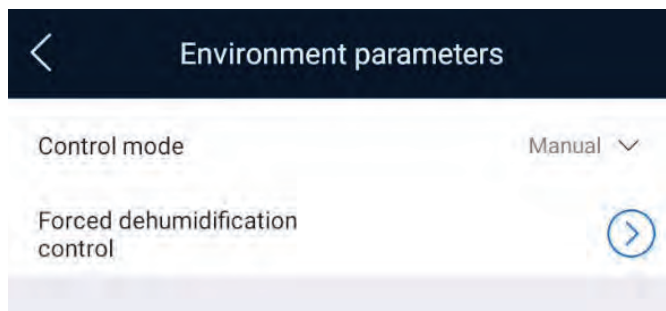 Environment parameters
Control mode Manual
Forced dehumidification
control